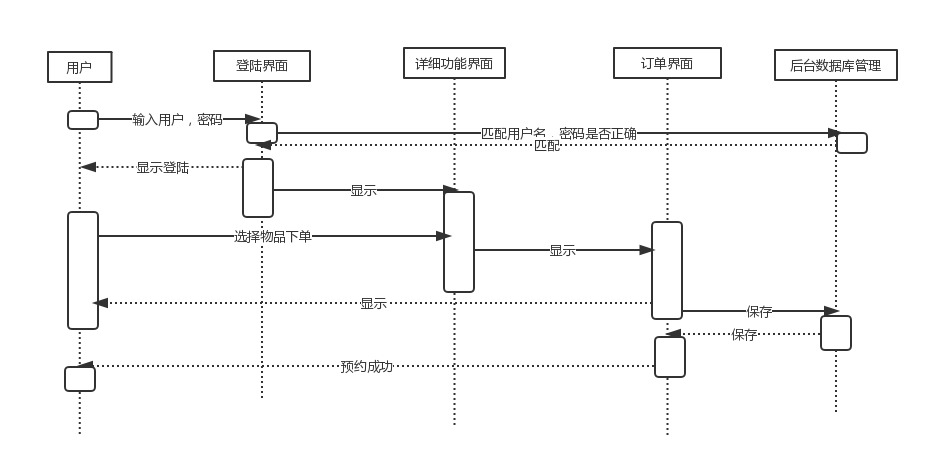 用户
登陆界面
详细功能界面
订单界面
后台数据库管理
输入用户，密码
匹配用户名，密码是否正确
匹配
显示登陆
显示
选择物品下单
显示
显示
保存
保存
预约成功